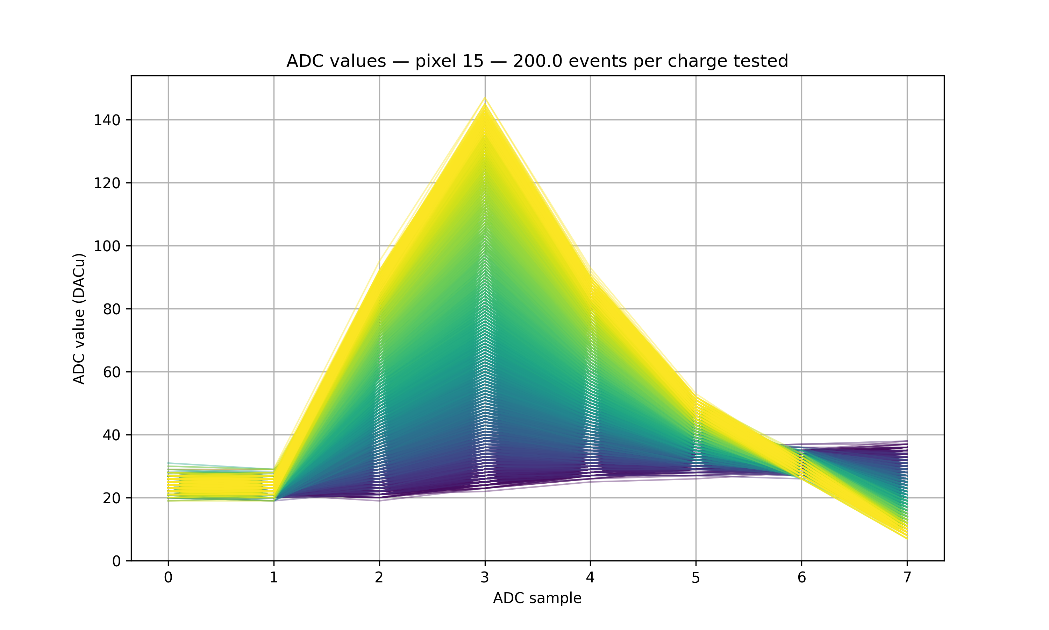 ADC values — pixel 15 — 200.0 events per charge tested
140
120
100
80
60
40
20
0
ADC value (DACu)
0 1 2 3 4 5 6 7
ADC sample